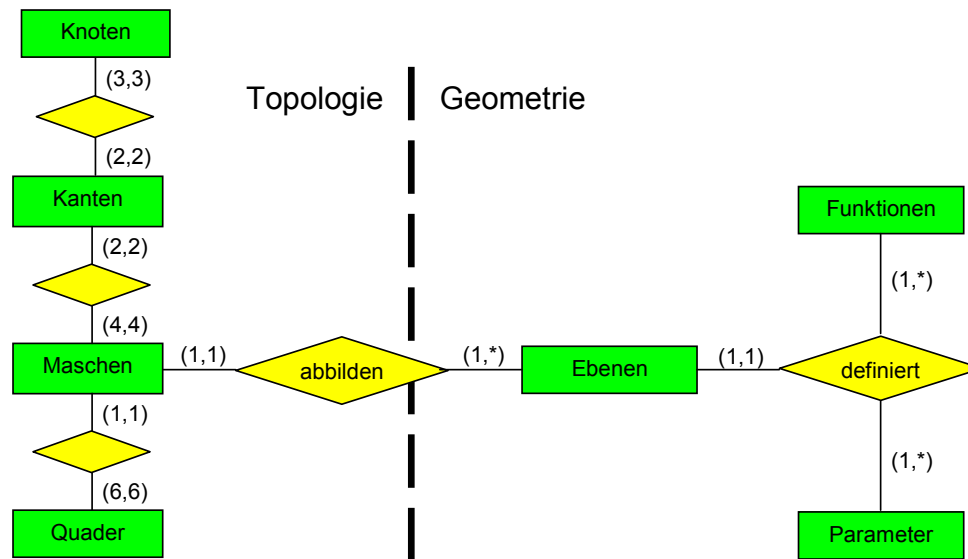 Knoten
(3,3)
Topologie
Geometrie
(2,2)
Kanten
Funktionen
(2,2)
(1,*)
(4,4)
Maschen
(1,1)
abbilden
(1,*)
Ebenen
(1,1)
definiert
(1,1)
(1,*)
(6,6)
Quader
Parameter